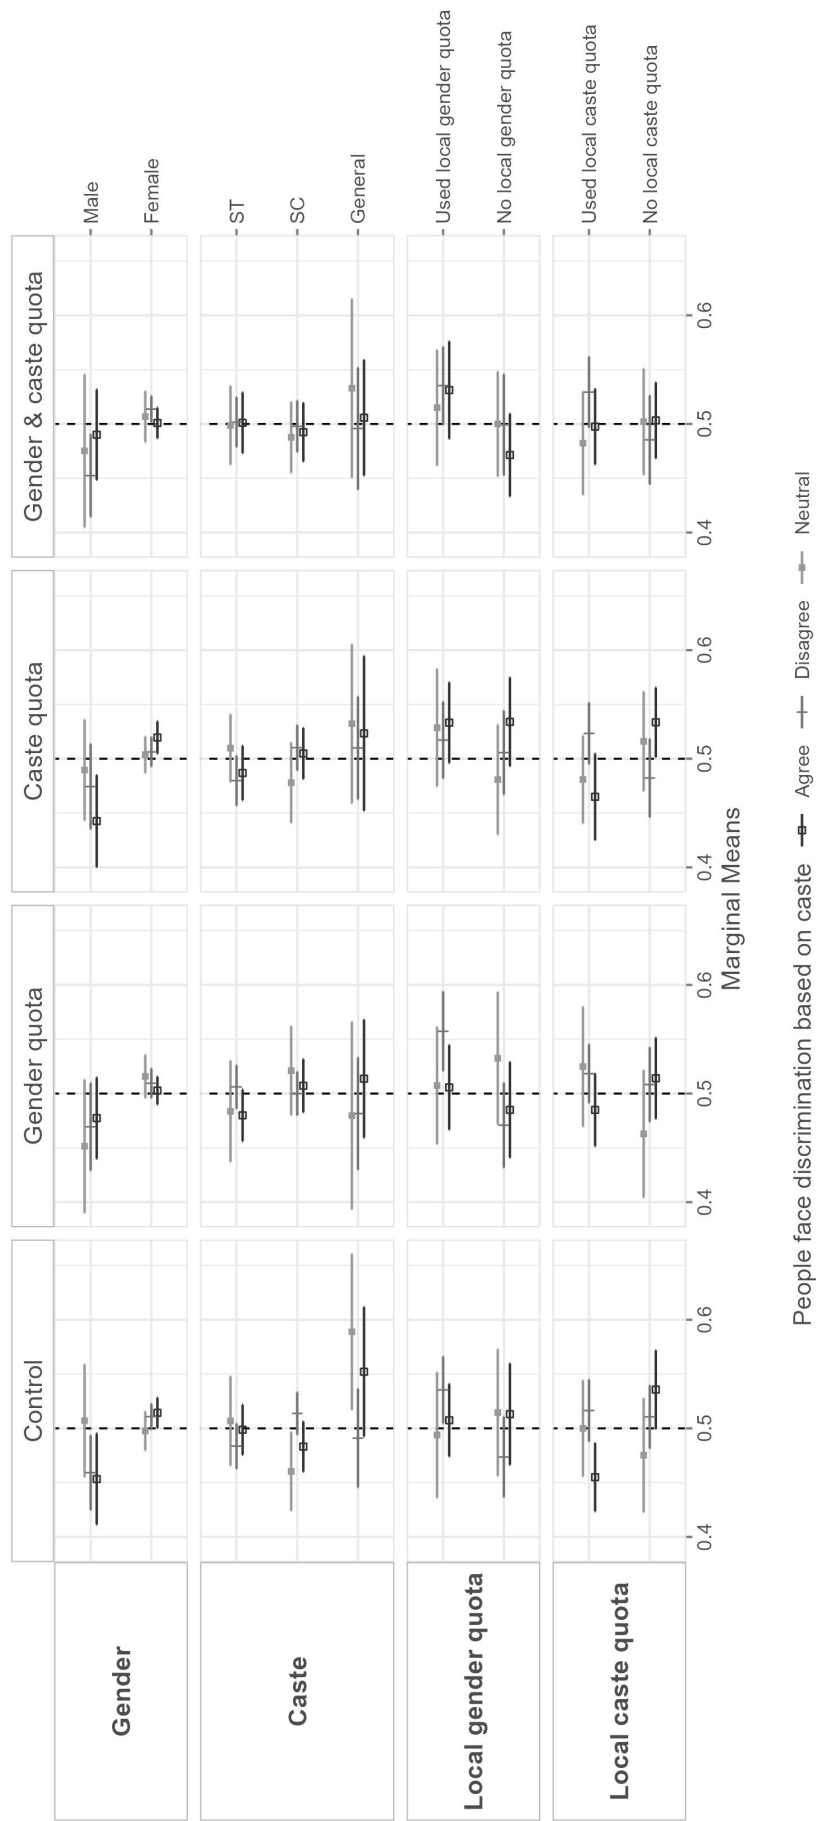 Control
Gender quota
Caste quota
Gender & caste quota
Gender
Male
Female
Caste
ST
SC
General
Local gender quota
Used local gender quota
No local gender quota
Local caste quota
Used local caste quota
No local caste quota
0.4 0.5 0.6 0.4 0.5 0.6 0.4 0.5 0.6 0.4 0.5 0.6
Marginal Means
People face discrimination based on caste Agree Disagree Neutral